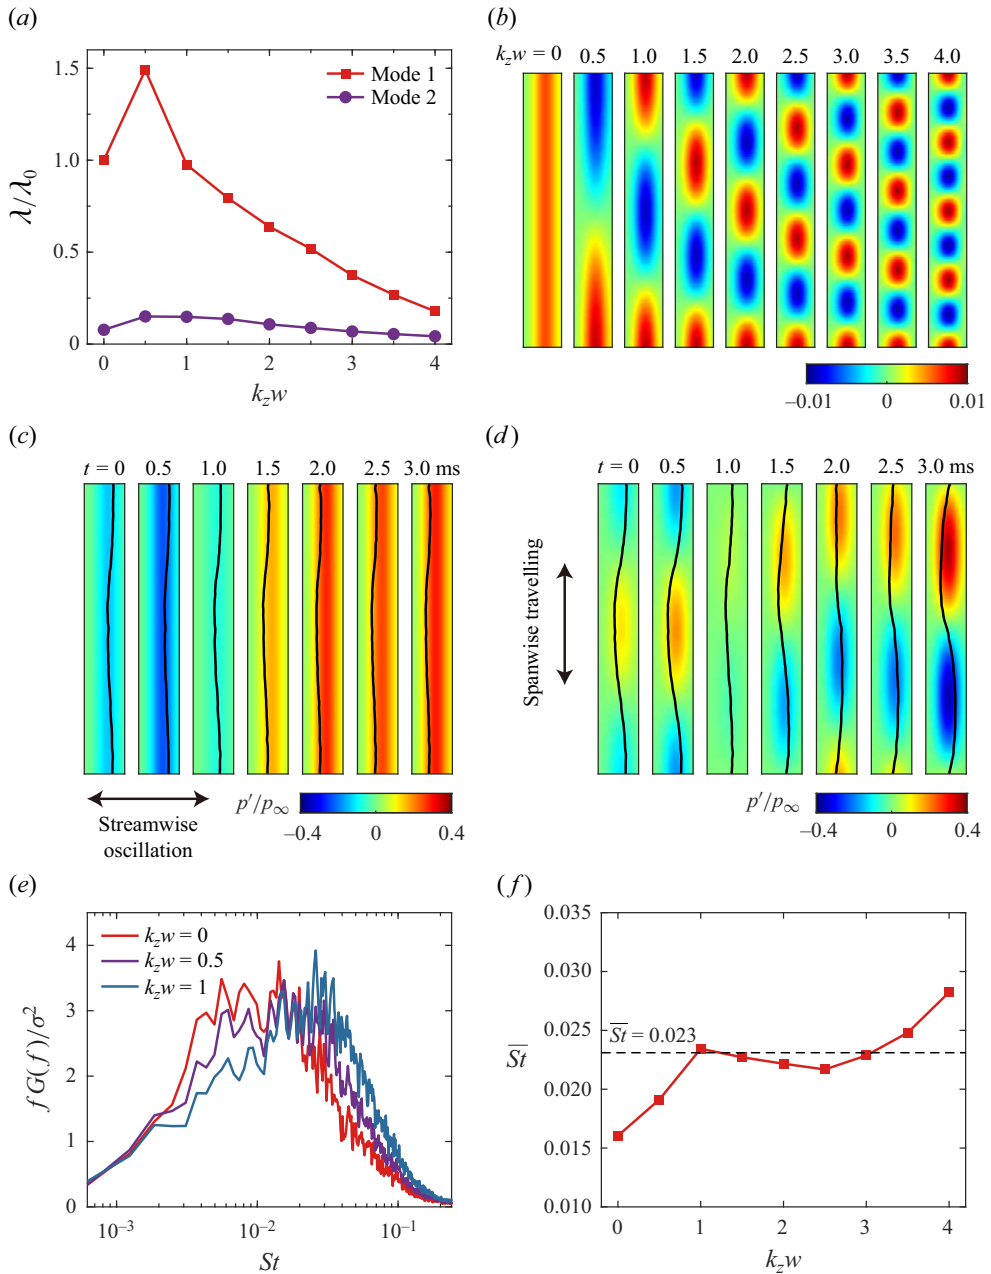 (a)
1.5
1.0
0.5
0
λ/λ0
Mode 1
Mode 2
0 1 2 3 4
kzw
(b)
kzw = 0 0.5 1.0 1.5 2.0 2.5 3.0 3.5 4.0
–0.01 0 0.01
(c)
t = 0 0.5 1.0 1.5 2.0 2.5 3.0 ms
Streamwise
oscillation
p′/p∞
–0.4 0 0.4
(d)
t = 0 0.5 1.0 1.5 2.0 2.5 3.0 ms
Spanwise travelling
p′/p∞
–0.4 0 0.4
(e)
4
3
2
1
0
f G(f)/σ²
kzw = 0
kzw = 0.5
kzw = 1
10⁻³ 10⁻² 10⁻¹
St
(f)
0.035
0.030
0.025
0.020
0.015
0.010
S̅t̅
S̅t̅ = 0.023
0 1 2 3 4
kzw